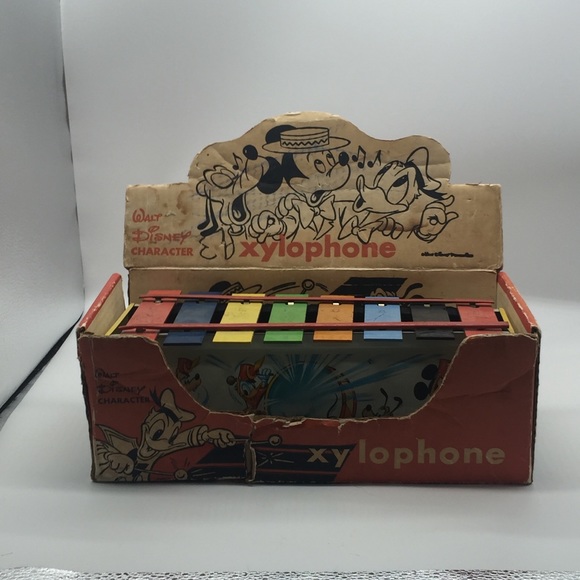 WALT
DISNEY
CHARACTER
xylophone
WALT
DISNEY
CHARACTER
xylophone